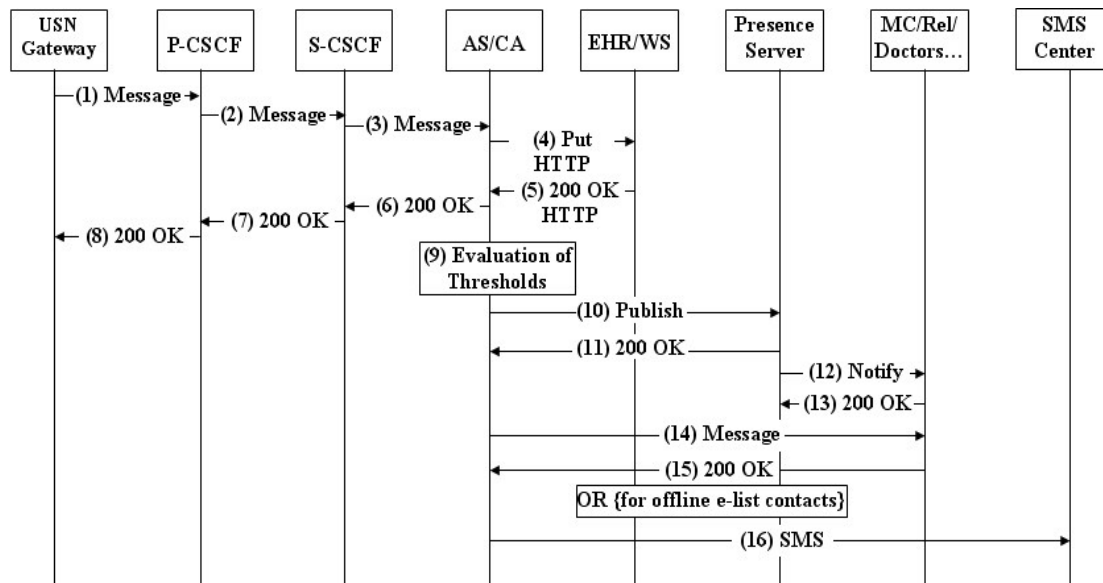 USN
Gateway
P-CSCF
S-CSCF
AS/CA
EHR/WS
Presence
Server
MC/Rel/
Doctors...
SMS
Center
(1) Message
(2) Message
(3) Message
(4) Put
HTTP
(5) 200 OK
HTTP
(6) 200 OK
(7) 200 OK
(8) 200 OK
(9) Evaluation of
Thresholds
(10) Publish
(11) 200 OK
(12) Notify
(13) 200 OK
(14) Message
(15) 200 OK
OR {for offline e-list contacts}
(16) SMS